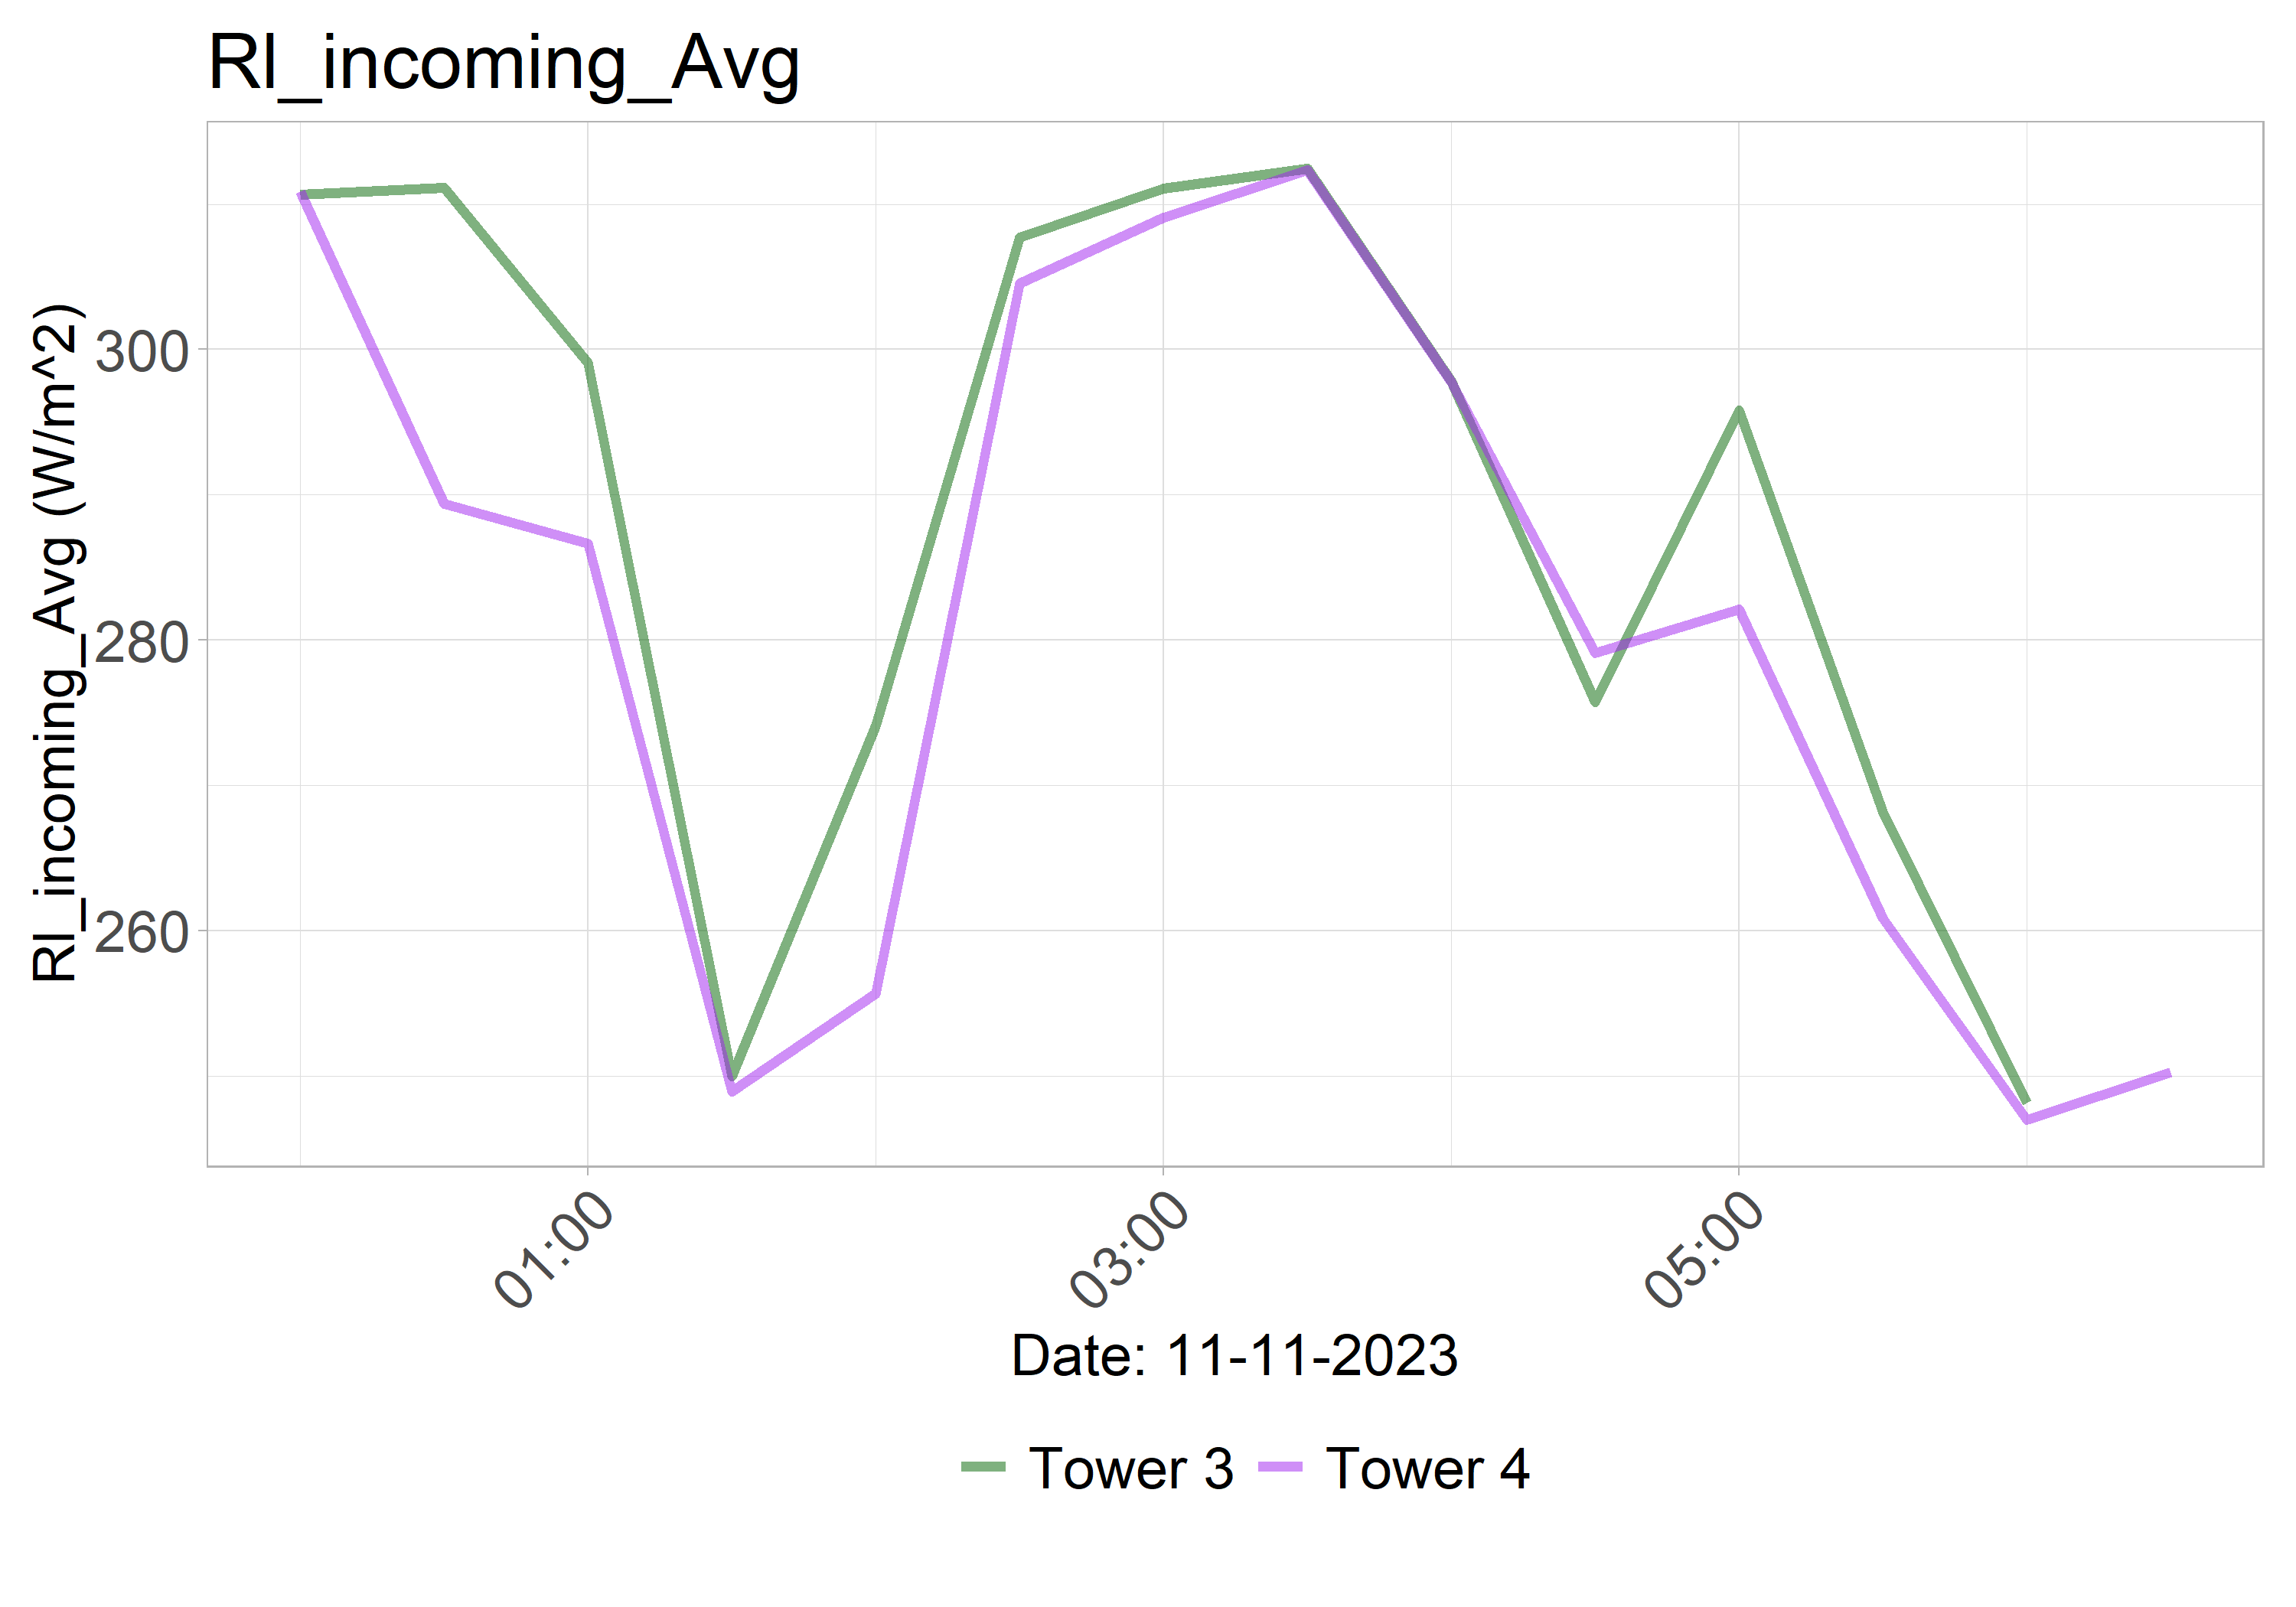 Rl_incoming_Avg
Rl_incoming_Avg (W/m^2)
300
280
260
01:00
03:00
05:00
Date: 11-11-2023
Tower 3
Tower 4